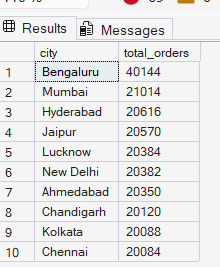 Results Messages
city total_orders
1 Bengaluru 40144
2 Mumbai 21014
3 Hyderabad 20616
4 Jaipur 20570
5 Lucknow 20384
6 New Delhi 20382
7 Ahmedabad 20350
8 Chandigarh 20120
9 Kolkata 20088
10 Chennai 20084